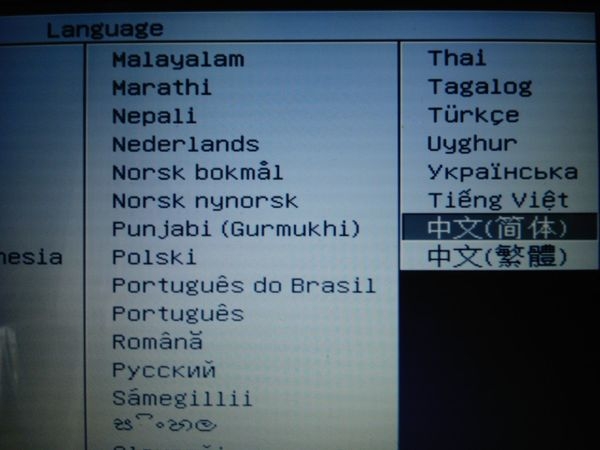 Language
nesia
Malayalam
Marathi
Nepali
Nederlands
Norsk bokmål
Norsk nynorsk
Punjabi (Gurmukhi)
Polski
Português do Brasil
Português
Română
Русский
Sámegillii
Thai
Tagalog
Türkçe
Uyghur
Українська
Tiếng Việt
中文(简体)
中文(繁體)